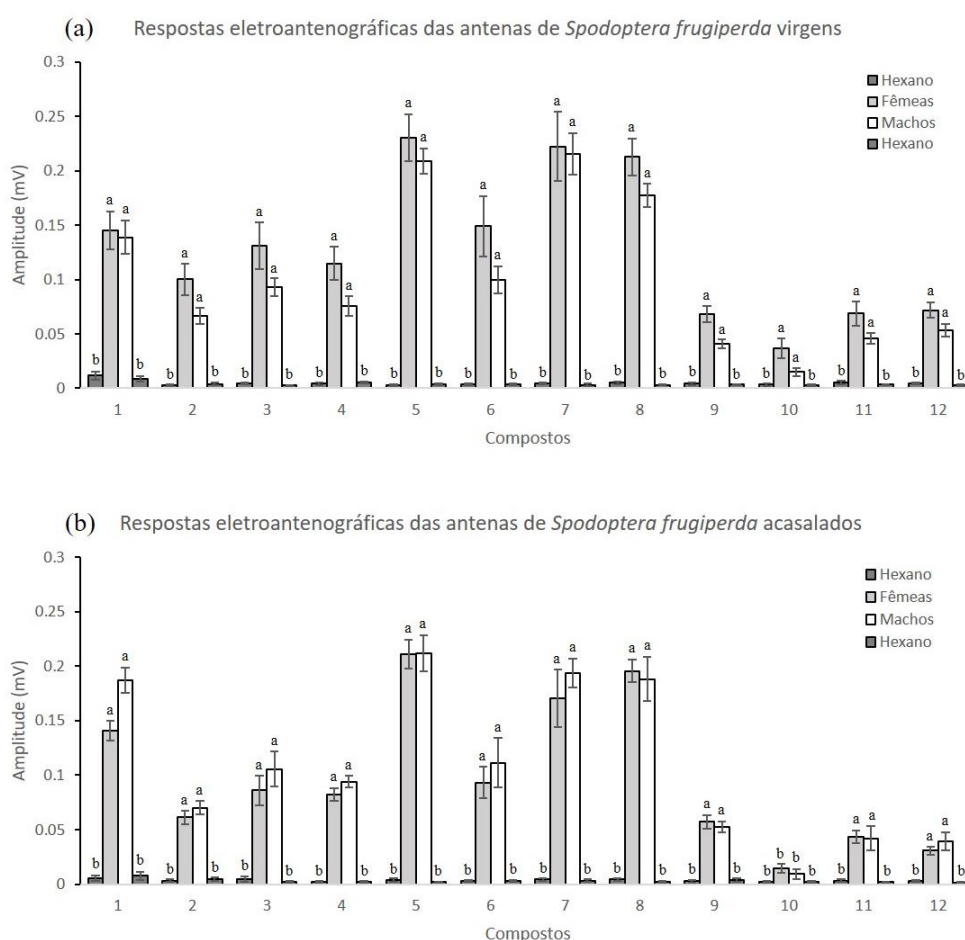 (a) Respostas eletroantenográficas das antenas de Spodoptera frugiperda virgens
0.3
0.25
0.2
0.15
0.1
0.05
0
Amplitude (mV)
Hexano
Fêmeas
Machos
Hexano
b a a b b a a b b a a b b a a b b a a b b a a b b a a b b a a b b a a b b a a b b a a b b a a b
1 2 3 4 5 6 7 8 9 10 11 12
Compostos
(b) Respostas eletroantenográficas das antenas de Spodoptera frugiperda acasalados
0.3
0.25
0.2
0.15
0.1
0.05
0
Amplitude (mV)
Hexano
Fêmeas
Machos
Hexano
b a a b b a a b b a a b b a a b b a a b b a a b b a a b b a a b b a a b b b b b b a a b b a a b
1 2 3 4 5 6 7 8 9 10 11 12
Compostos